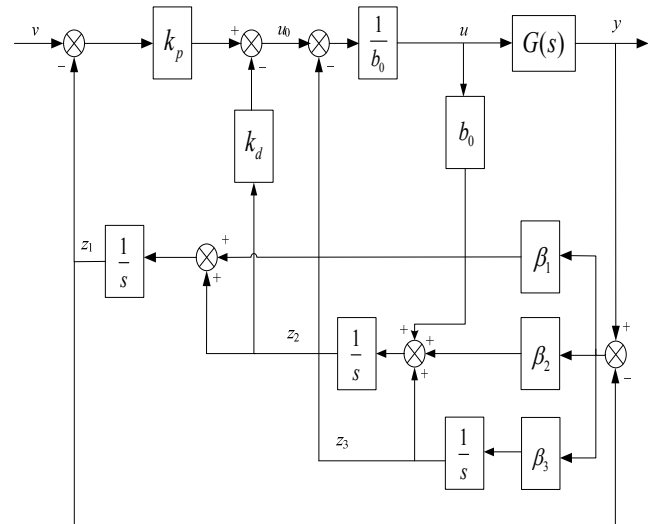 v
k_p
+
u_0
1
b_0
u
G(s)
y
-
-
-
b_0
k_d
z_1
1
s
+
+
β_1
z_2
1
s
+
+
+
β_2
+
-
z_3
1
s
β_3